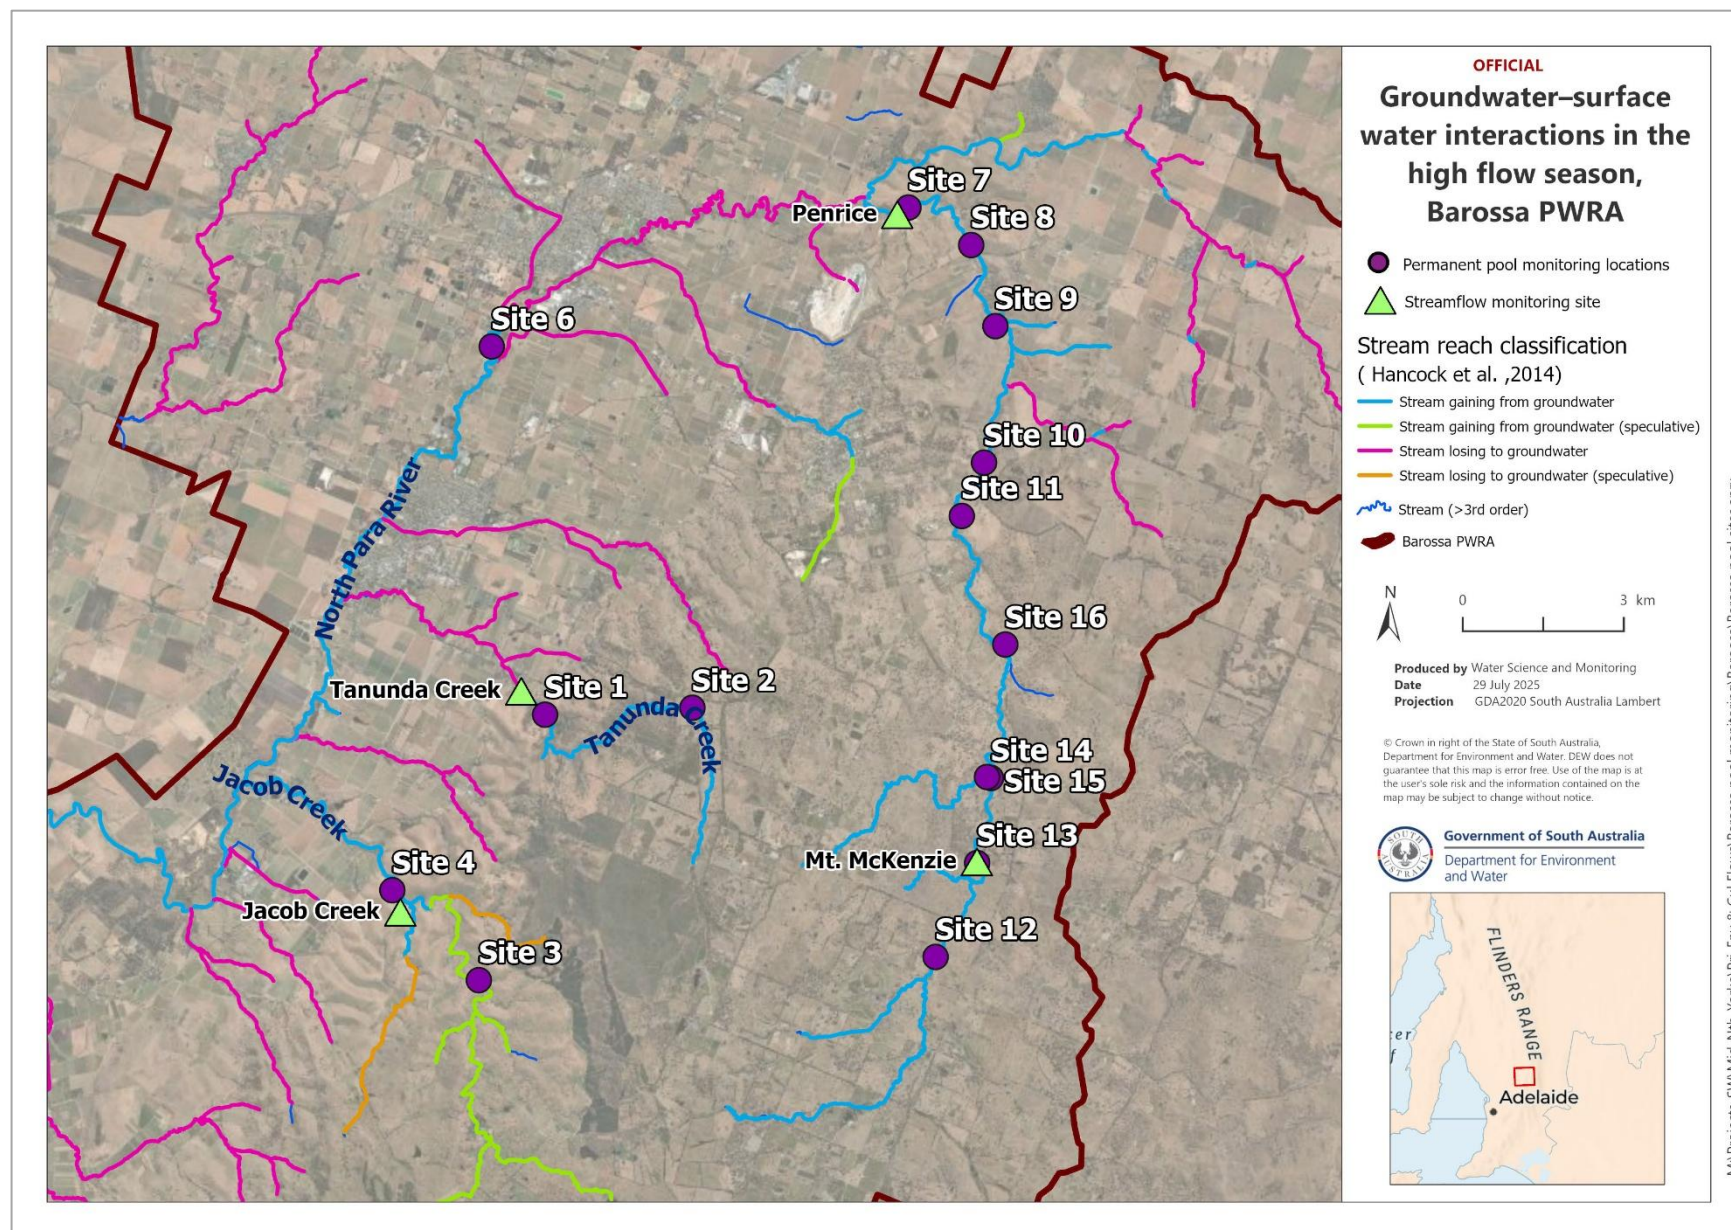 OFFICIAL
Groundwater–surface
water interactions in the
high flow season,
Barossa PWRA
Permanent pool monitoring locations
Streamflow monitoring site
Stream reach classification
( Hancock et al. ,2014)
Stream gaining from groundwater
Stream gaining from groundwater (speculative)
Stream losing to groundwater
Stream losing to groundwater (speculative)
Stream (>3rd order)
Barossa PWRA
N
0 3 km
Produced by Water Science and Monitoring
Date 29 July 2025
Projection GDA2020 South Australia Lambert
© Crown in right of the State of South Australia,
Department for Environment and Water. DEW does not
guarantee that this map is error free. Use of the map is at
the user's sole risk and the information contained on the
map may be subject to change without notice.
SOUTH
AUSTRALIA
Government of South Australia
Department for Environment
and Water
FLINDERS RANGE
Adelaide
Site 7
Penrice
Site 8
Site 9
Site 6
Site 10
Site 11
North Para River
Site 16
Tanunda Creek
Site 1
Site 2
Tanunda Creek
Site 14
Site 15
Jacob Creek
Site 13
Mt. McKenzie
Site 4
Jacob Creek
Site 12
Site 3